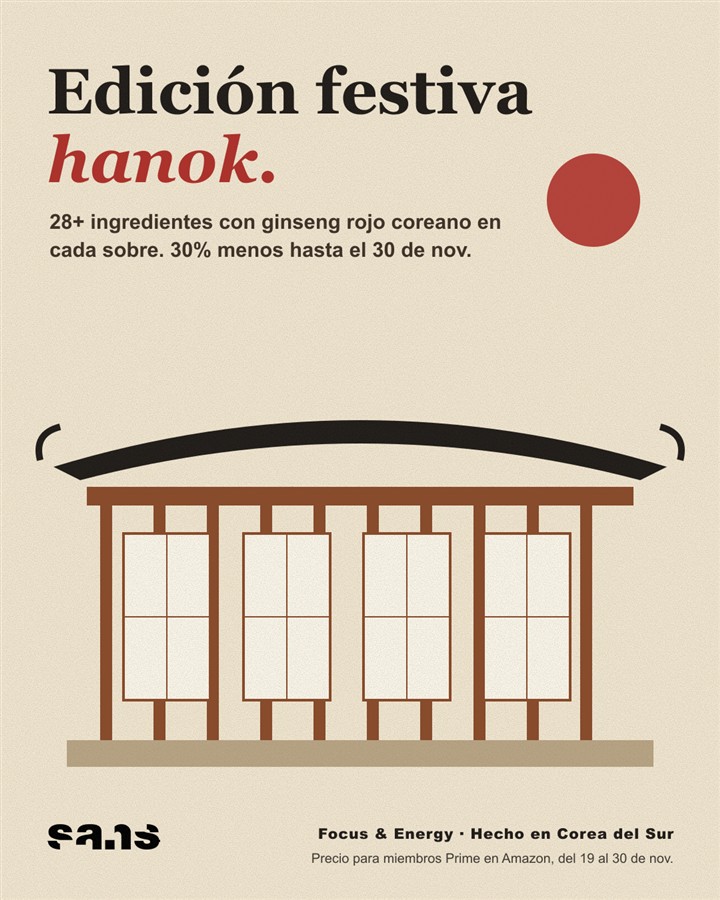 Edición festiva
hanok.
28+ ingredientes con ginseng rojo coreano en
cada sobre. 30% menos hasta el 30 de nov.
sans
Focus & Energy · Hecho en Corea del Sur
Precio para miembros Prime en Amazon, del 19 al 30 de nov.